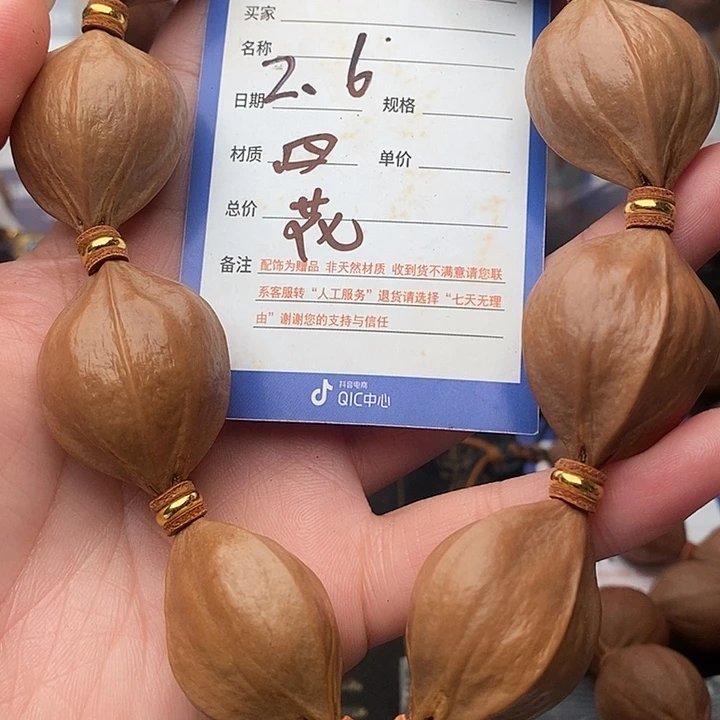 买家
名称
2.6
日期 规格
材质 四 单价
总价 花
备注 配饰为赠品 非天然材质 收到货不满意请您联
系客服转“人工服务”退货请选择“七天无理
由”谢谢您的支持与信任
抖音电商
QIC中心